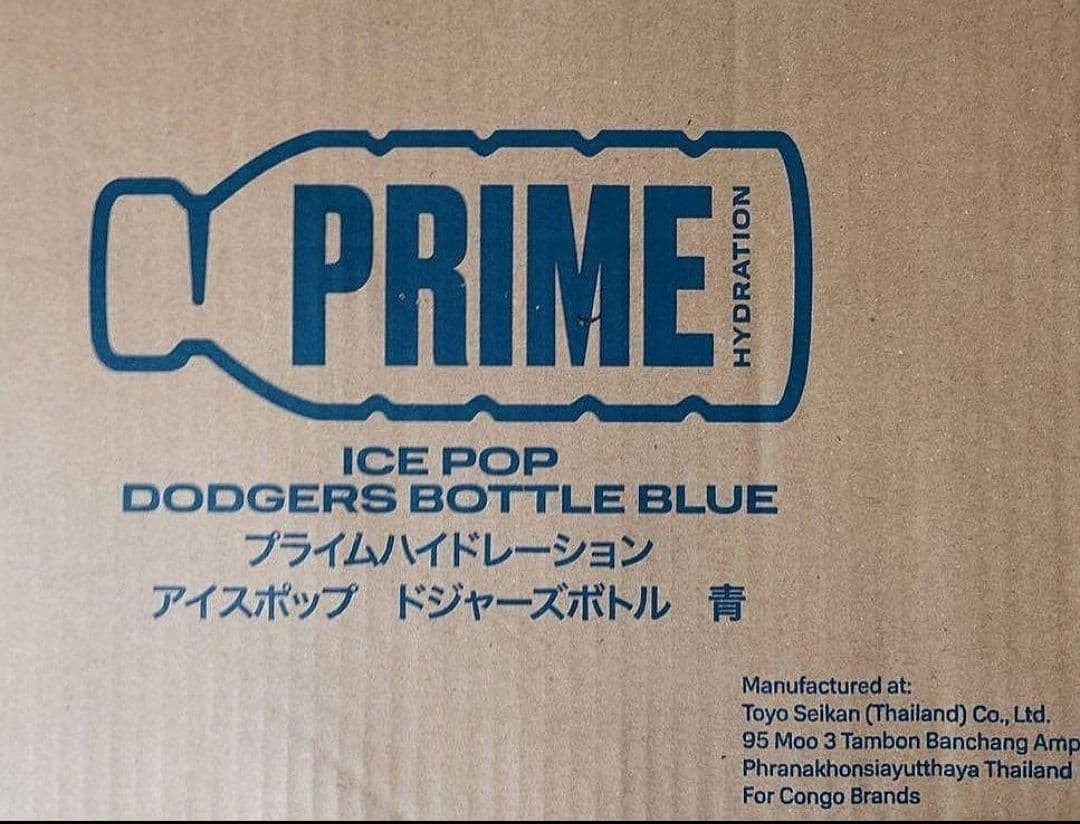 PRIME
HYDRATION
ICE POP
DODGERS BOTTLE BLUE
プライムハイドレーション
アイスポップ　ドジャーズボトル　青
Manufactured at:
Toyo Seikan (Thailand) Co., Ltd.
95 Moo 3 Tambon Banchang Amp
Phranakhonsiayutthaya Thailand
For Congo Brands